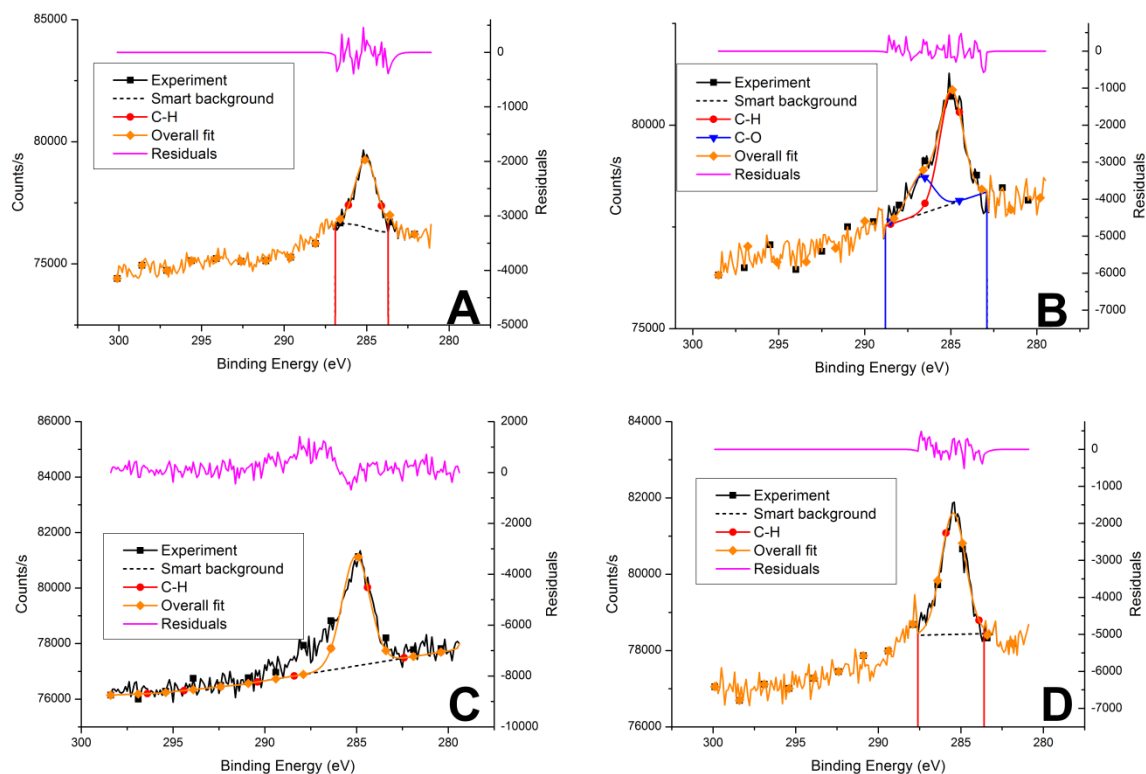 85000
80000
75000
Counts/s
0
-1000
-2000
-3000
-4000
-5000
Residuals
Experiment
Smart background
C-H
Overall fit
Residuals
300
295
290
285
280
Binding Energy (eV)
A
80000
75000
Counts/s
0
-1000
-2000
-3000
-4000
-5000
-6000
-7000
Residuals
Experiment
Smart background
C-H
C-O
Overall fit
Residuals
300
295
290
285
280
Binding Energy (eV)
B
86000
84000
82000
80000
78000
76000
Counts/s
2000
0
-2000
-4000
-6000
-8000
-10000
Residuals
Experiment
Smart background
C-H
Overall fit
Residuals
300
295
290
285
280
Binding Energy (eV)
C
84000
82000
80000
78000
76000
Counts/s
0
-1000
-2000
-3000
-4000
-5000
-6000
-7000
Residuals
Experiment
Smart background
C-H
Overall fit
Residuals
300
295
290
285
280
Binding Energy (eV)
D